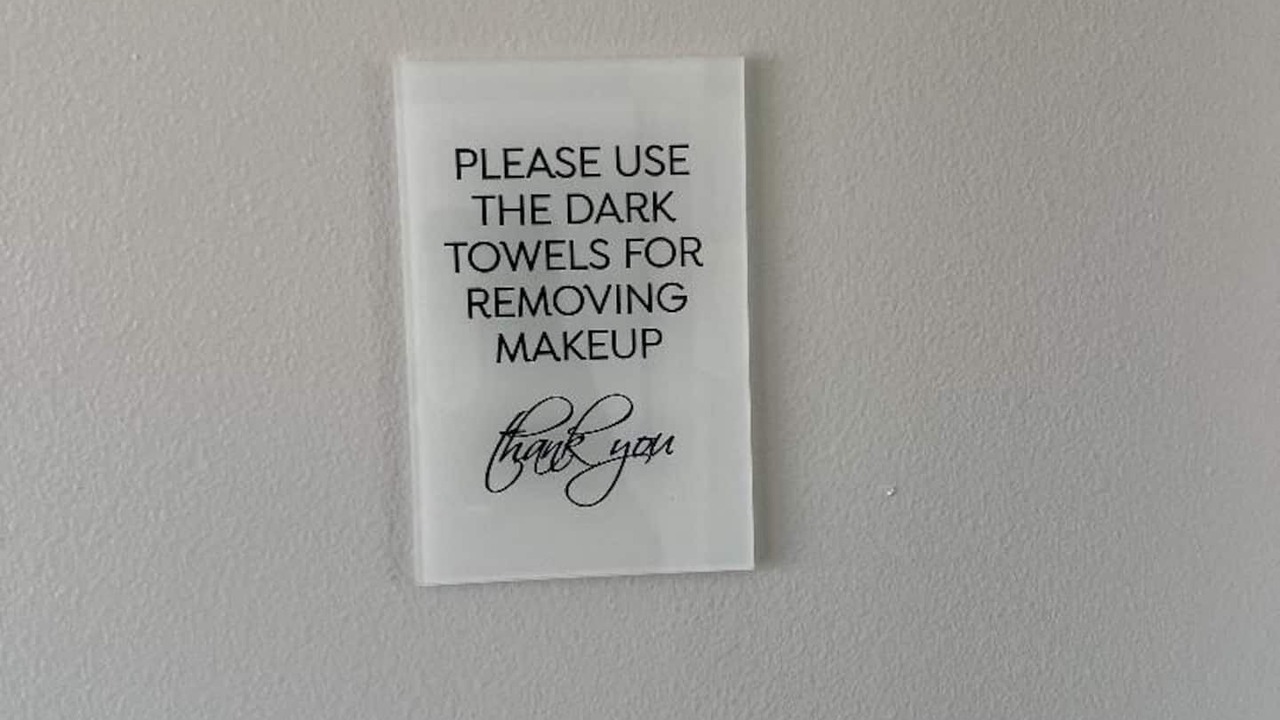 PLEASE USE
THE DARK
TOWELS FOR
REMOVING
MAKEUP
thank you